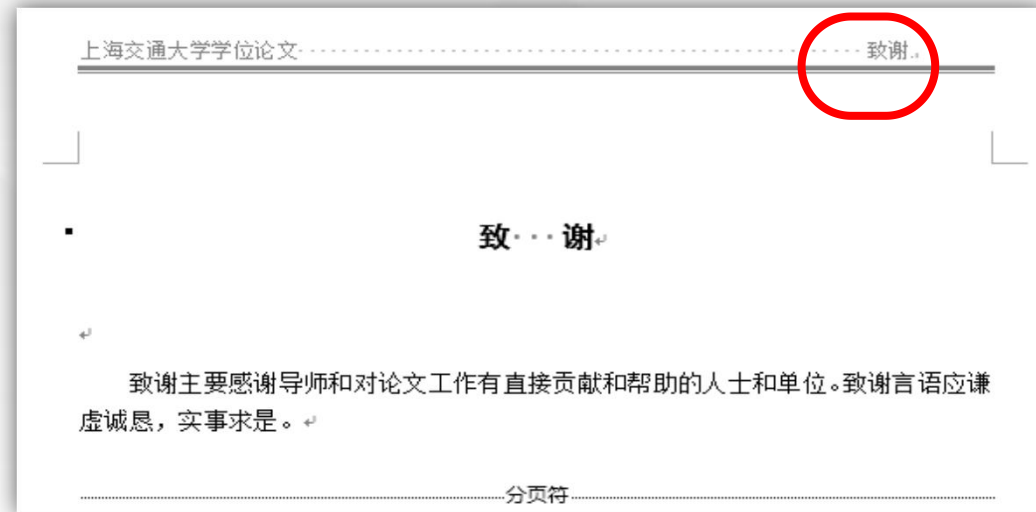 上海交通大学学位论文 致谢
致 谢
致谢主要感谢导师和对论文工作有直接贡献和帮助的人士和单位。致谢言语应谦
虚诚恳，实事求是。
分页符